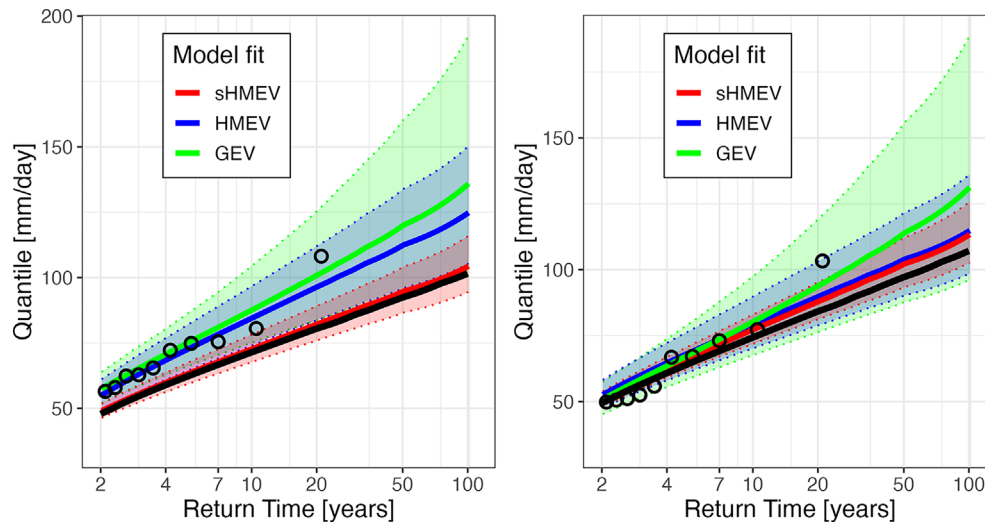 200
150
100
50
Quantile [mm/day]
Model fit
sHMEV
HMEV
GEV
2 4 7 10 20 50 100
Return Time [years]
150
100
50
Quantile [mm/day]
Model fit
sHMEV
HMEV
GEV
2 4 7 10 20 50 100
Return Time [years]